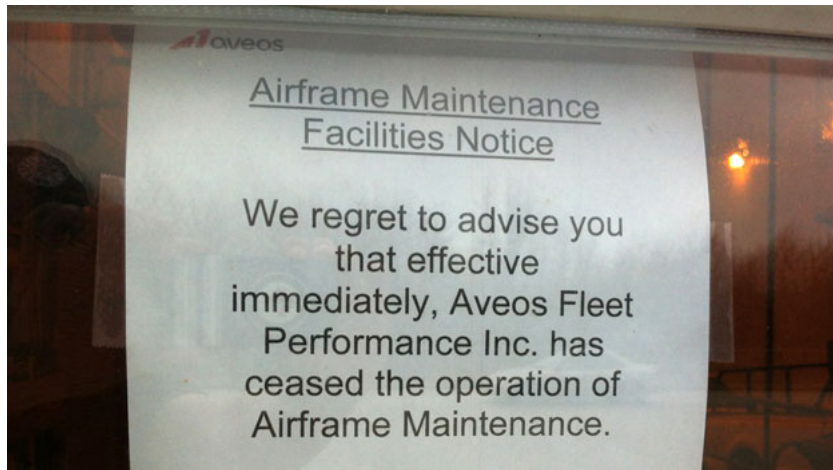 aveos
Airframe Maintenance
Facilities Notice
We regret to advise you
that effective
immediately, Aveos Fleet
Performance Inc. has
ceased the operation of
Airframe Maintenance.